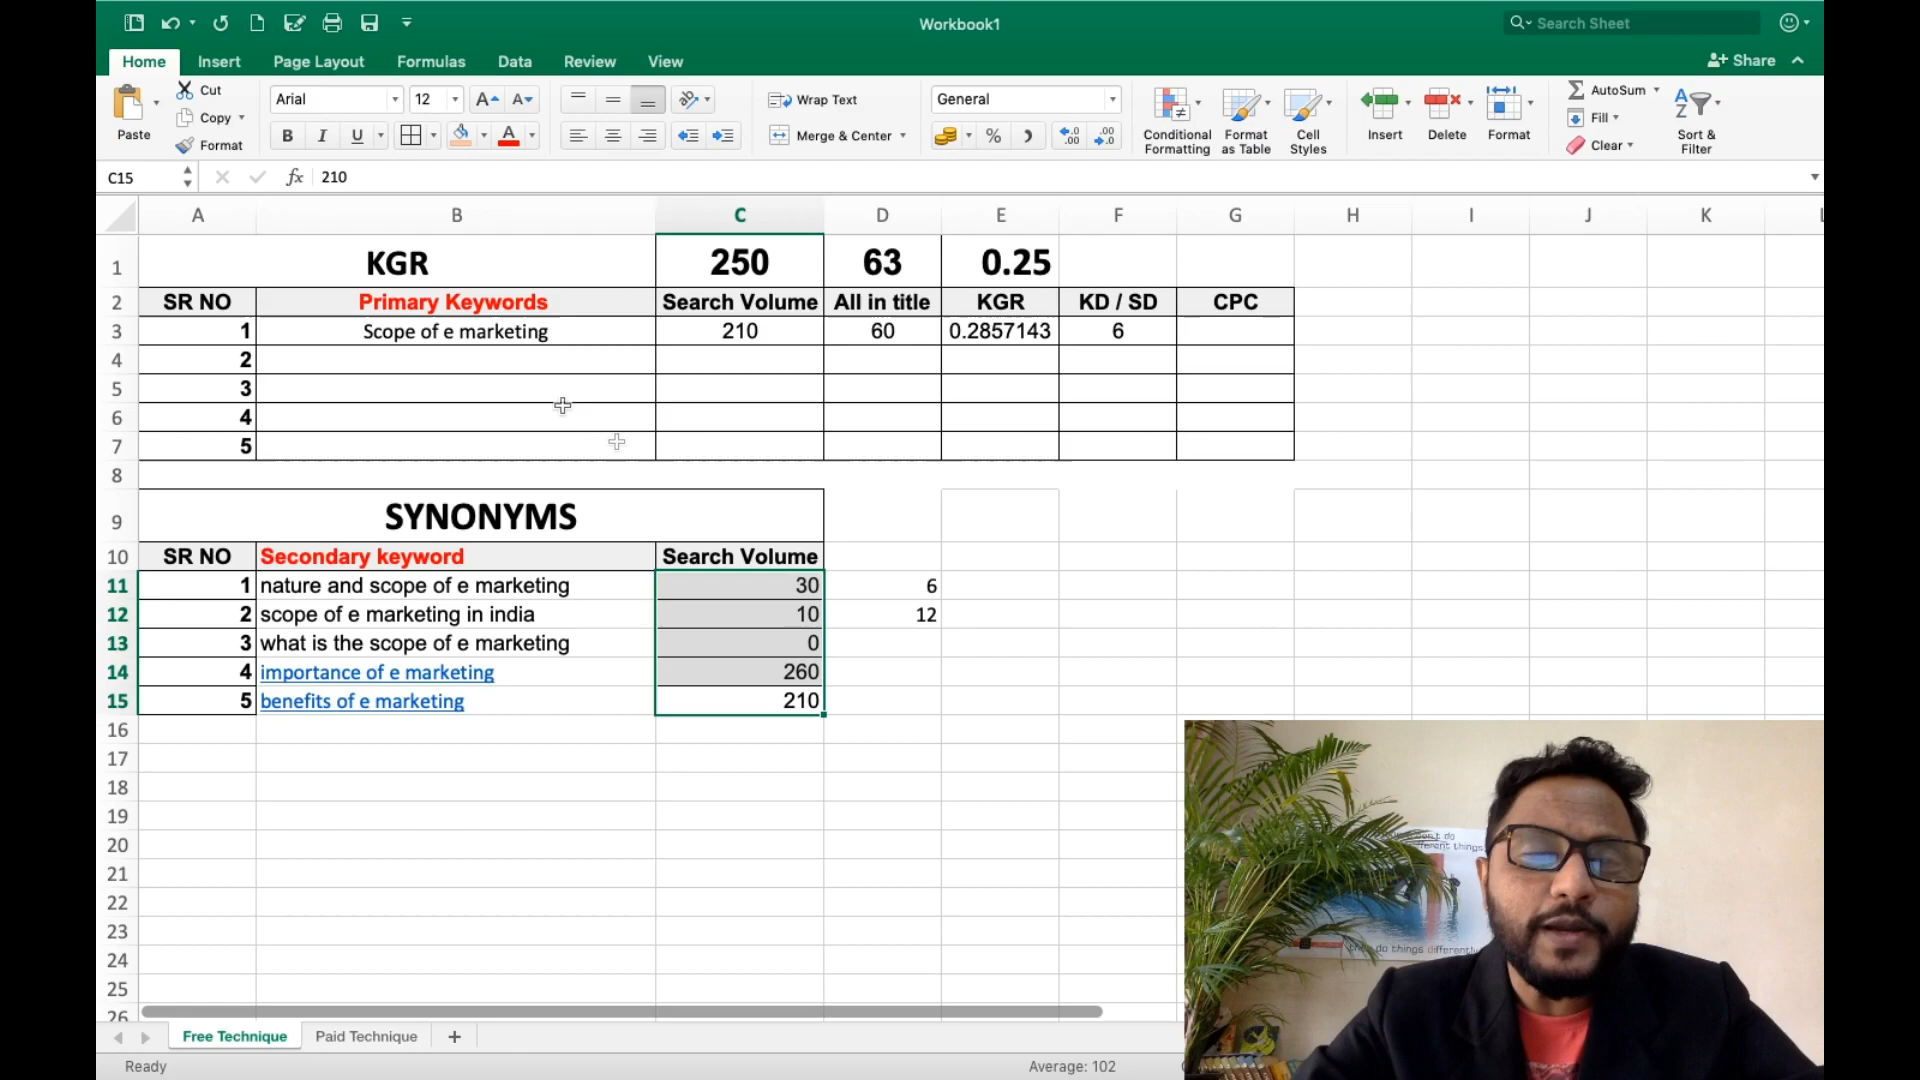 Workbook1
Search Sheet
Home Insert Page Layout Formulas Data Review View
Share
Paste
Cut
Copy
Format
Arial 12
A A
B I U A
Wrap Text
Merge & Center
General
%
Conditional Formatting
Format as Table
Cell Styles
Insert
Delete
Format
AutoSum
Fill
Clear
Sort & Filter
C15 fx 210
A B C D E F G H I J K L
1 KGR 250 63 0.25
2 SR NO Primary Keywords Search Volume All in title KGR KD / SD CPC
3 1 Scope of e marketing 210 60 0.2857143 6
4 2
5 3
6 4
7 5
8
9 SYNONYMS
10 SR NO Secondary keyword Search Volume
11 1 nature and scope of e marketing 30 6
12 2 scope of e marketing in india 10 12
13 3 what is the scope of e marketing 0
14 4 importance of e marketing 260
15 5 benefits of e marketing 210
16
17
18
19
20
21
22
23
24
25
26
do things differently
Free Technique Paid Technique +
Ready Average: 102